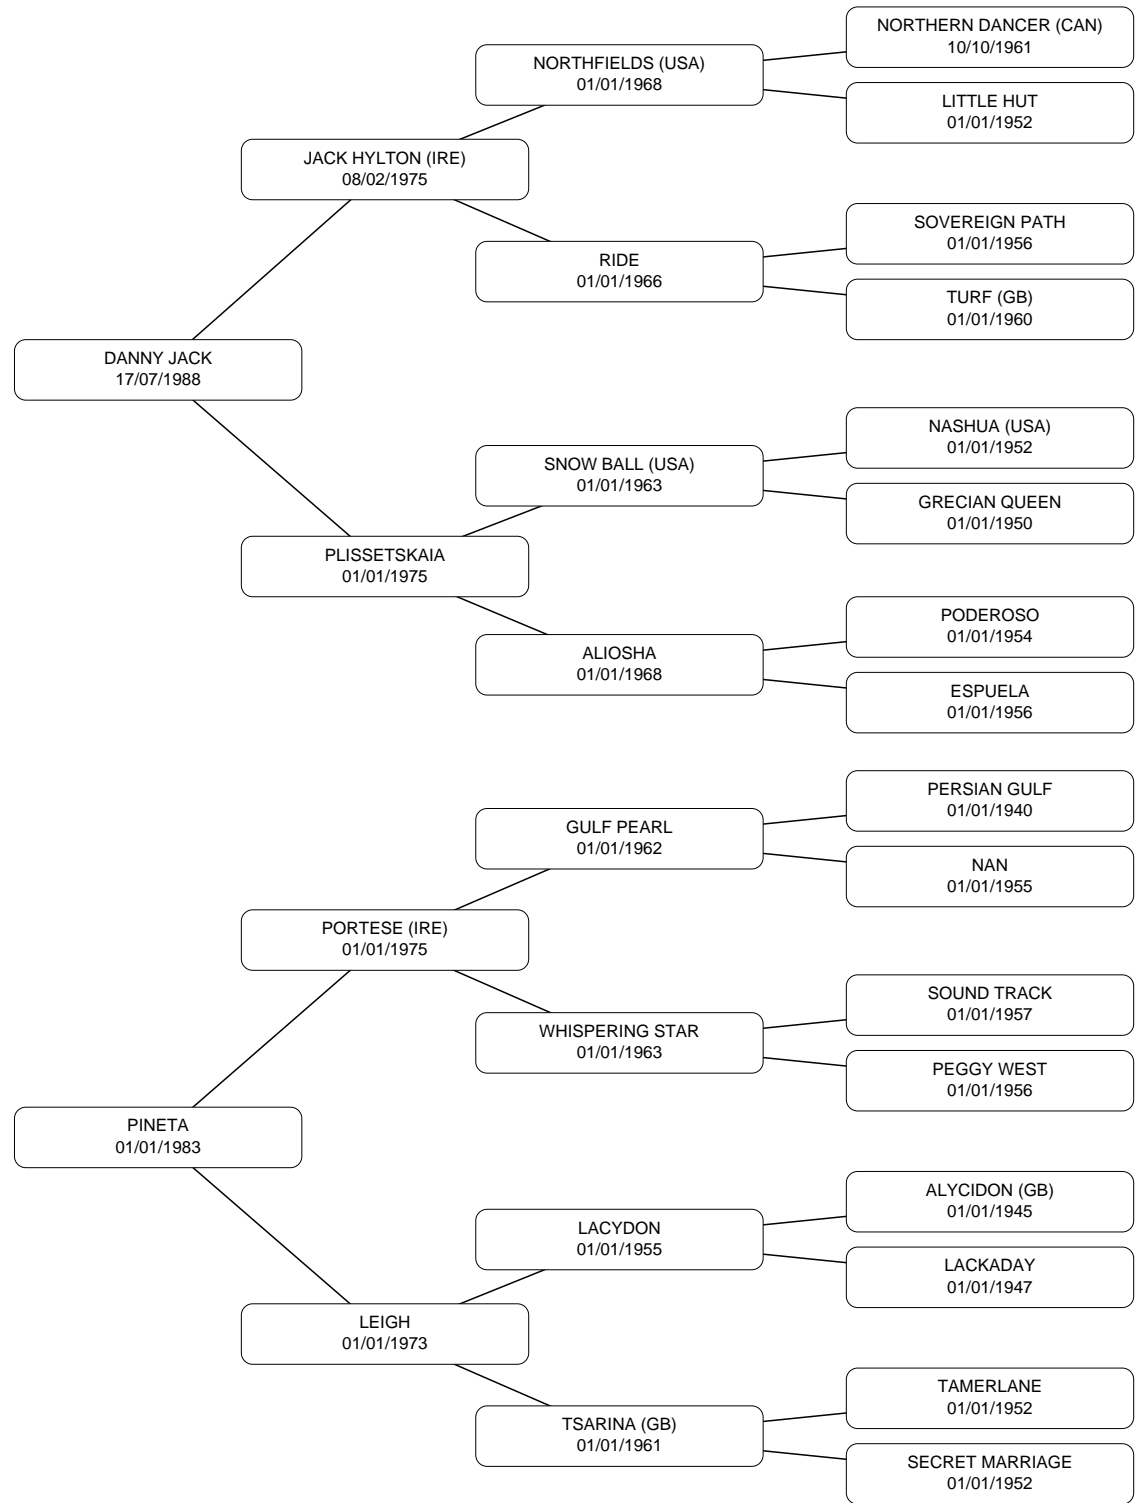 NORTHERN DANCER (CAN)
10/10/1961
NORTHFIELDS (USA)
01/01/1968
LITTLE HUT
01/01/1952
JACK HYLTON (IRE)
08/02/1975
SOVEREIGN PATH
01/01/1956
RIDE
01/01/1966
TURF (GB)
01/01/1960
DANNY JACK
17/07/1988
NASHUA (USA)
01/01/1952
SNOW BALL (USA)
01/01/1963
GRECIAN QUEEN
01/01/1950
PLISSETSKAIA
01/01/1975
PODEROSO
01/01/1954
ALIOSHA
01/01/1968
ESPUELA
01/01/1956
PERSIAN GULF
01/01/1940
GULF PEARL
01/01/1962
NAN
01/01/1955
PORTESE (IRE)
01/01/1975
SOUND TRACK
01/01/1957
WHISPERING STAR
01/01/1963
PEGGY WEST
01/01/1956
PINETA
01/01/1983
ALYCIDON (GB)
01/01/1945
LACYDON
01/01/1955
LACKADAY
01/01/1947
LEIGH
01/01/1973
TAMERLANE
01/01/1952
TSARINA (GB)
01/01/1961
SECRET MARRIAGE
01/01/1952